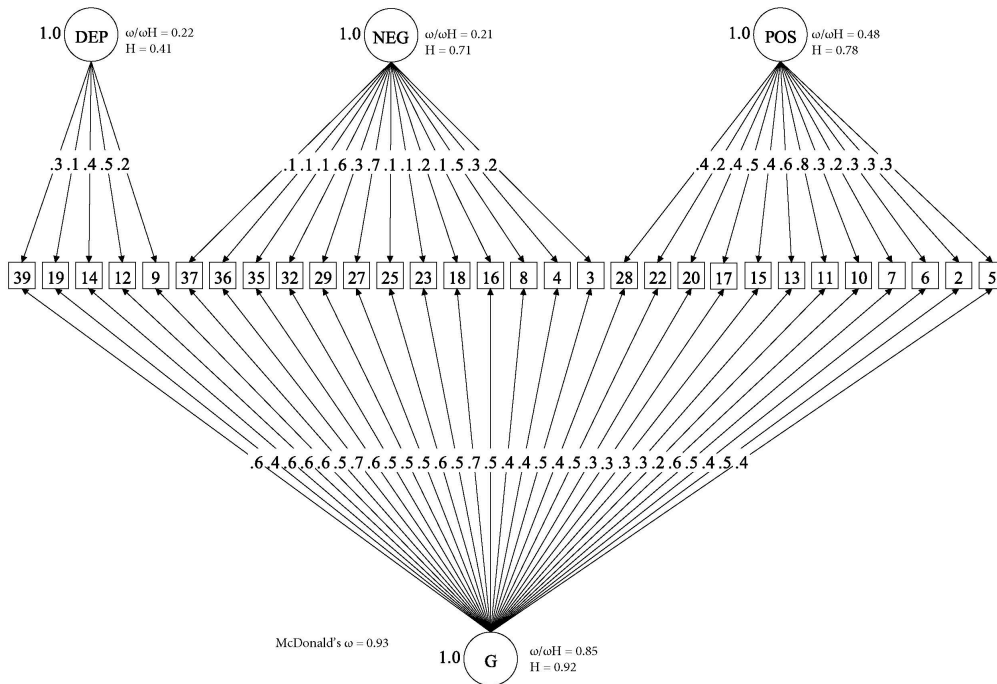 1.0 DEP ω/ωH = 0.22
H = 0.41
1.0 NEG ω/ωH = 0.21
H = 0.71
1.0 POS ω/ωH = 0.48
H = 0.78
.3 .1 .4 .5 .2
.1 .1 .1 .6 .3 .7 .1 .1 .2 .1 .5 .3 .2
.4 .2 .4 .5 .4 .6 .8 .3 .2 .3 .3 .3
39 19 14 12 9 37 36 35 32 29 27 25 23 18 16 8 4 3 28 22 20 17 15 13 11 10 7 6 2 5
.6 .4 .6 .6 .6 .5 .7 .6 .5 .5 .5 .6 .5 .7 .5 .4 .4 .5 .4 .5 .3 .3 .3 .3 .2 .6 .5 .4 .5 .4
McDonald's ω = 0.93
1.0 G ω/ωH = 0.85
H = 0.92